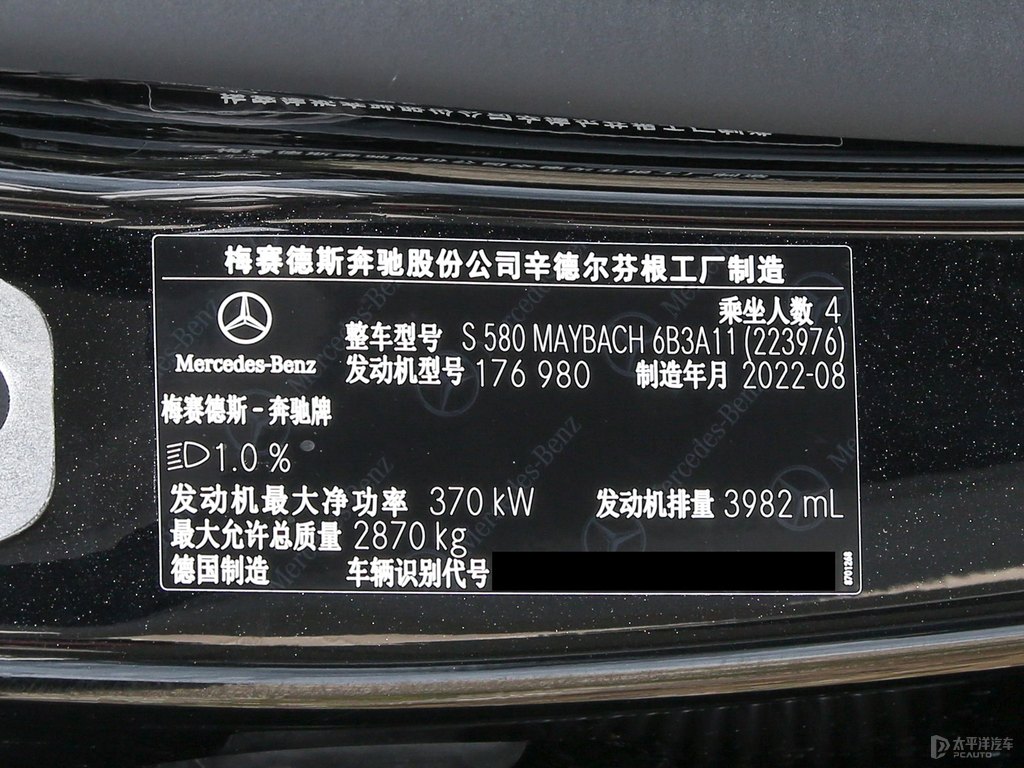 梅赛德斯奔驰股份公司辛德尔芬根工厂制造
乘坐人数 4
Mercedes-Benz
整车型号 S 580 MAYBACH 6B3A11 (223976)
发动机型号 176 980 制造年月 2022-08
梅赛德斯-奔驰牌
1.0 %
发动机最大净功率 370 kW 发动机排量 3982 mL
最大允许总质量 2870 kg
德国制造 车辆识别代号
太平洋汽车
PCAUTO